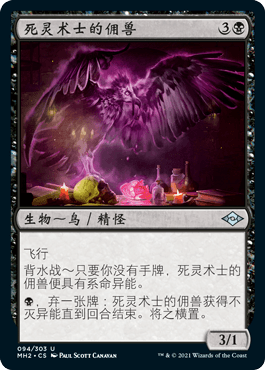 死灵术士的佣兽 3
生物～鸟／精怪
飞行
背水战～只要你没有手牌，死灵术士的
佣兽便具有系命异能。
，弃一张牌：死灵术士的佣兽获得不
灭异能直到回合结束。将之横置。
3/1
094/303 U
MH2 • CS PAUL SCOTT CANAVAN
™ & © 2021 Wizards of the Coast